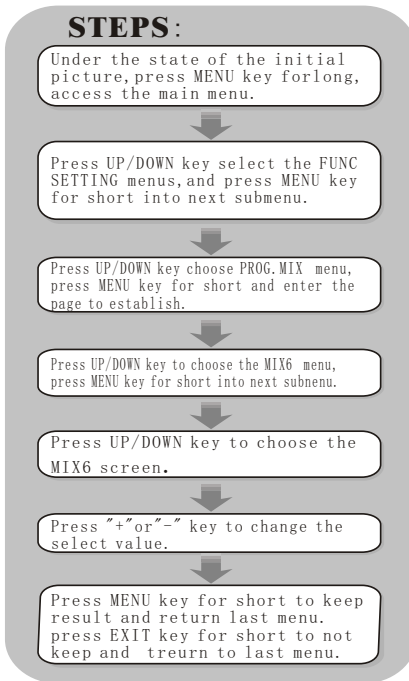 STEPS:
Under the state of the initial
picture,press MENU key forlong,
access the main menu.
Press UP/DOWN key select the FUNC
SETTING menus,and press MENU key
for short into next submenu.
Press UP/DOWN key choose PROG.MIX menu,
press MENU key for short and enter the
page to establish.
Press UP/DOWN key to choose the MIX6 menu,
press MENU key for short into next subnenu.
Press UP/DOWN key to choose the
MIX6 screen.
Press "+"or"-" key to change the
select value.
Press MENU key for short to keep
result and return last menu.
press EXIT key for short to not
keep and treurn to last menu.